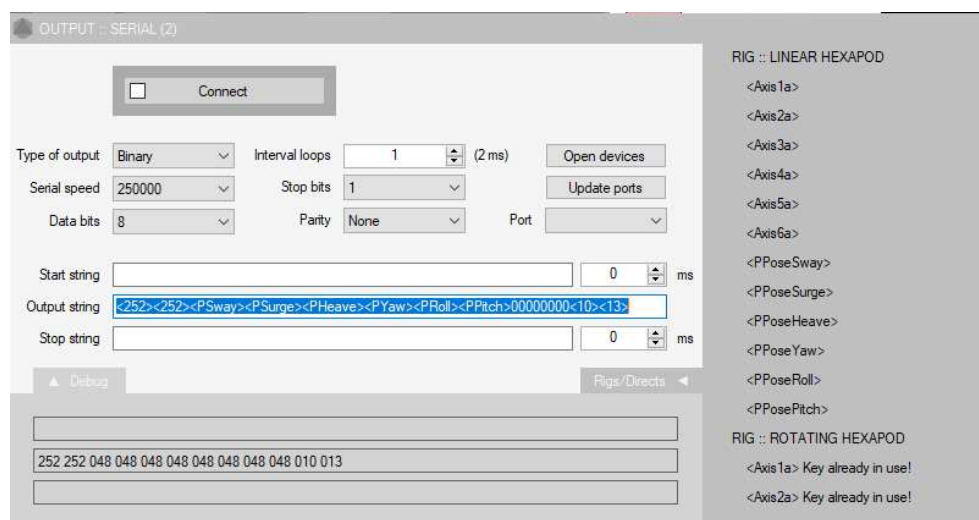 OUTPUT :: SERIAL (2)
Connect
Type of output Binary Interval loops 1 (2 ms) Open devices
Serial speed 250000 Stop bits 1 Update ports
Data bits 8 Parity None Port
Start string 0 ms
Output string <252><252><PSway><PSurge><PHeave><PYaw><PRoll><PPitch>00000000<10><13>
Stop string 0 ms
Debug Rigs/Directs
252 252 048 048 048 048 048 048 048 048 010 013
RIG :: LINEAR HEXAPOD
<Axis1a>
<Axis2a>
<Axis3a>
<Axis4a>
<Axis5a>
<Axis6a>
<PPoseSway>
<PPoseSurge>
<PPoseHeave>
<PPoseYaw>
<PPoseRoll>
<PPosePitch>
RIG :: ROTATING HEXAPOD
<Axis1a> Key already in use!
<Axis2a> Key already in use!